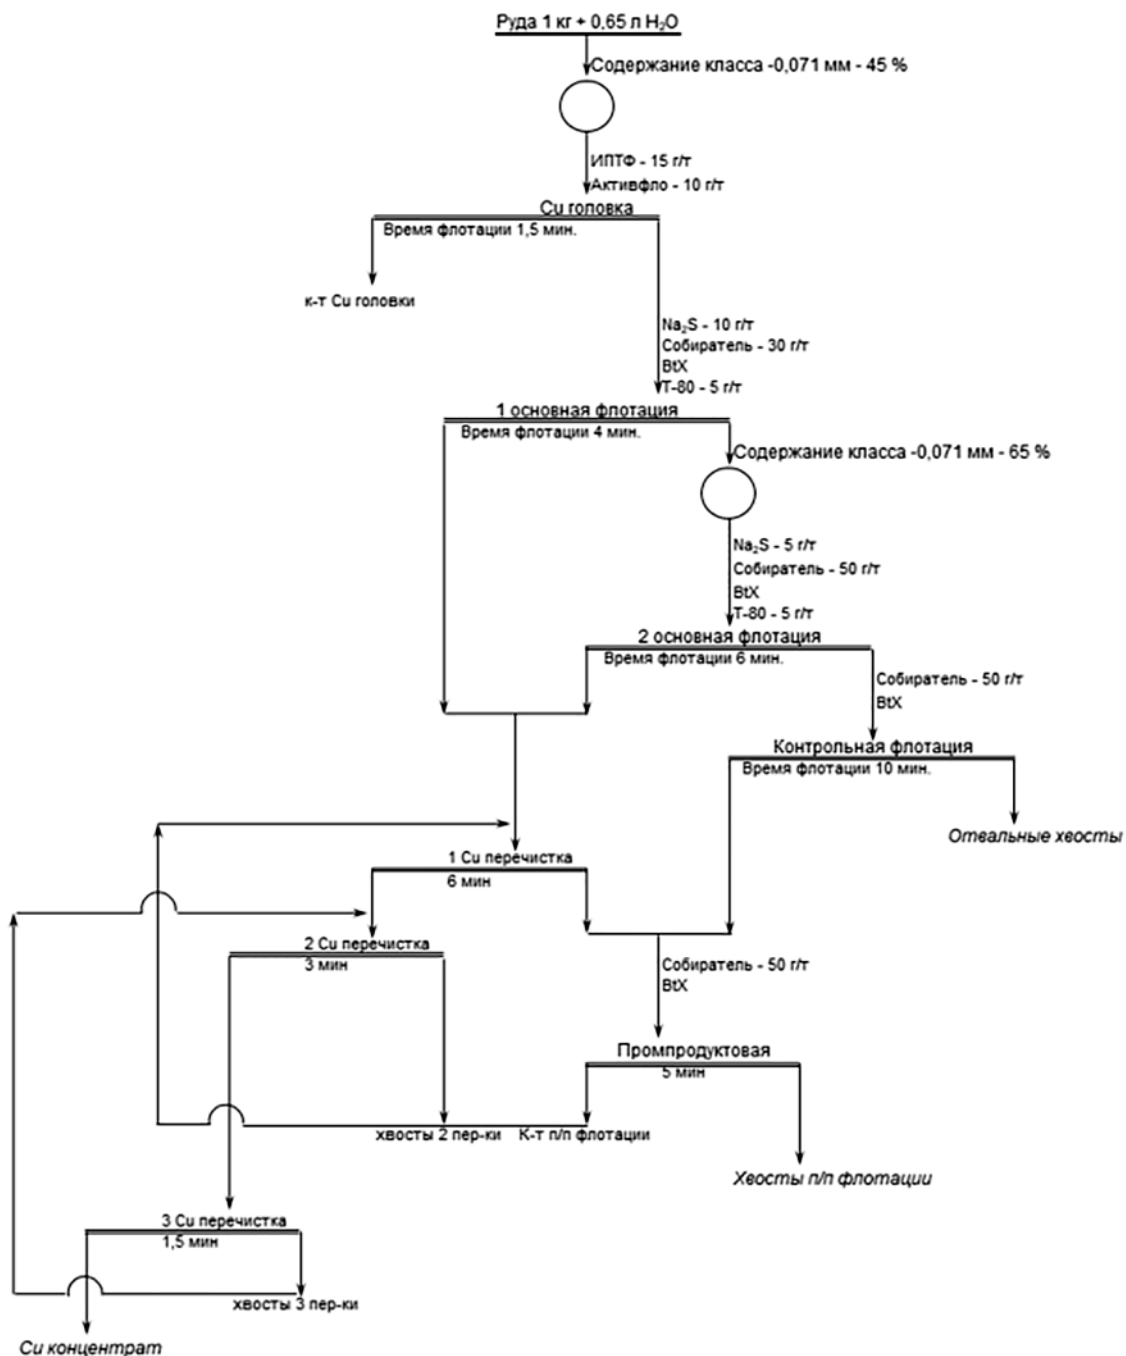 Руда 1 кг + 0,65 л H₂O
Содержание класса -0,071 мм - 45 %
ИПТФ - 15 г/т
Активфло - 10 г/т
Cu головка
Время флотации 1,5 мин.
к-т Cu головки
Na₂S - 10 г/т
Собиратель - 30 г/т
BtX
Т-80 - 5 г/т
1 основная флотация
Время флотации 4 мин.
Содержание класса -0,071 мм - 65 %
Na₂S - 5 г/т
Собиратель - 50 г/т
BtX
Т-80 - 5 г/т
2 основная флотация
Время флотации 6 мин.
Собиратель - 50 г/т
BtX
Контрольная флотация
Время флотации 10 мин.
Отвальные хвосты
1 Cu перечистка
6 мин
2 Cu перечистка
3 мин
Собиратель - 50 г/т
BtX
Промпродуктовая
5 мин
хвосты 2 пер-ки К-т п/п флотации
Хвосты п/п флотации
3 Cu перечистка
1,5 мин
хвосты 3 пер-ки
Cu концентрат